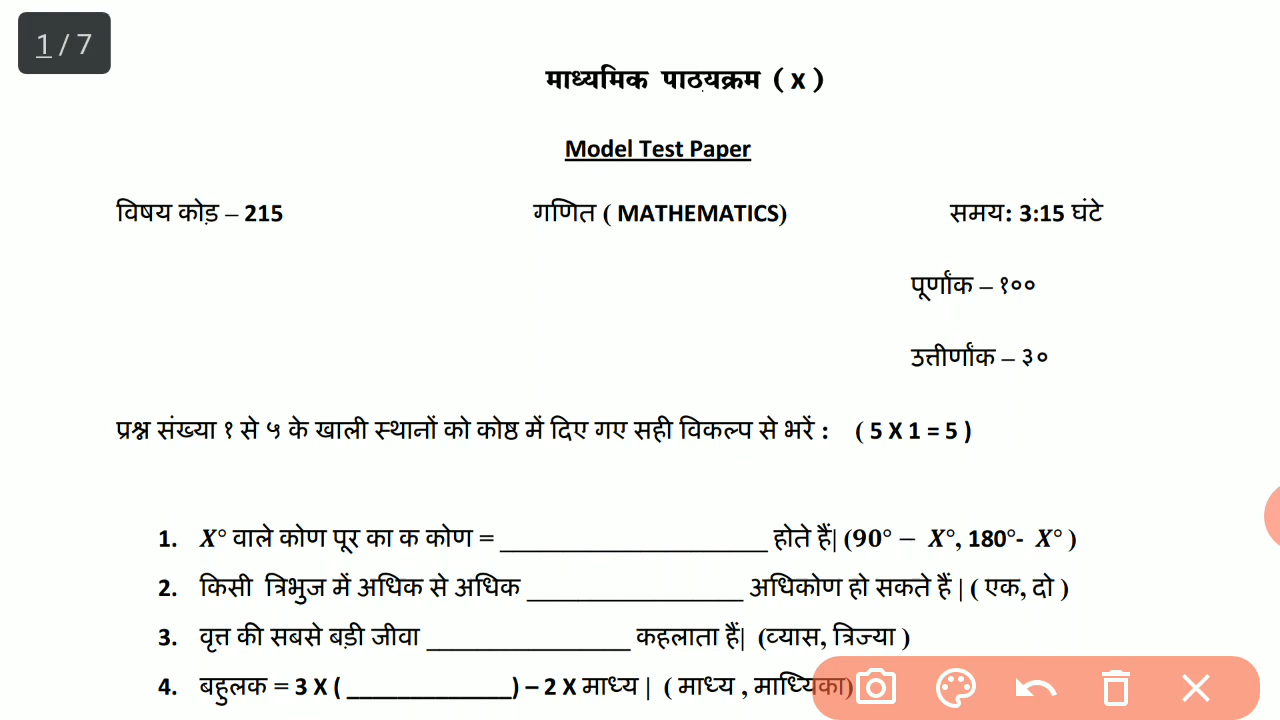 1 / 7
माध्यमिक पाठ्यक्रम ( X )
Model Test Paper
विषय कोड़ – 215 गणित ( MATHEMATICS) समय: 3:15 घंटे
पूर्णांक – १००
उत्तीर्णांक – ३०
प्रश्न संख्या १ से ५ के खाली स्थानों को कोष्ठ में दिए गए सही विकल्प से भरें : ( 5 X 1 = 5 )
1. X° वाले कोण पूर का क कोण = ____________________ होते हैं| (90° – X°, 180°- X° )
2. किसी त्रिभुज में अधिक से अधिक ________________ अधिकोण हो सकते हैं | ( एक, दो )
3. वृत्त की सबसे बड़ी जीवा _______________ कहलाता हैं| (व्यास, त्रिज्या )
4. बहुलक = 3 X ( _____________) – 2 X माध्य | ( माध्य , माध्यिका)